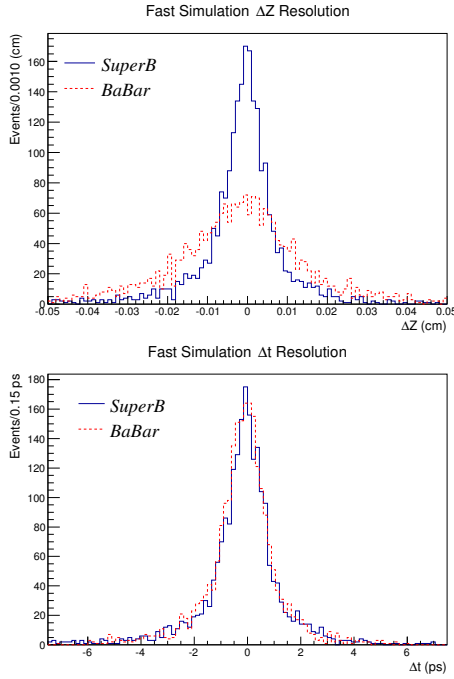 Fast Simulation ΔZ Resolution
Events/0.0010 (cm)
160
140
120
100
80
60
40
20
0
SuperB
BaBar
-0.05 -0.04 -0.03 -0.02 -0.01 0 0.01 0.02 0.03 0.04 0.05
ΔZ (cm)
Fast Simulation Δt Resolution
Events/0.15 ps
180
160
140
120
100
80
60
40
20
0
SuperB
BaBar
-6 -4 -2 0 2 4 6
Δt (ps)